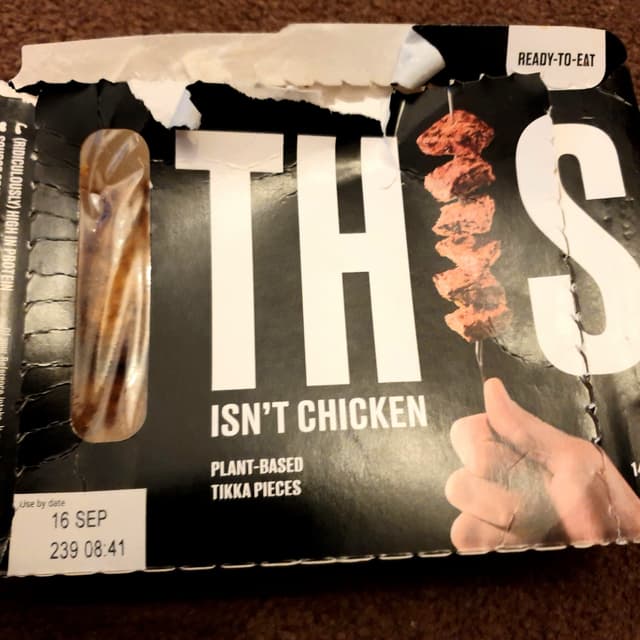 READY-TO-EAT
(RIDICULOUSLY) HIGH IN PROTEIN
THIS
ISN'T CHICKEN
PLANT-BASED
TIKKA PIECES
Use by date
16 SEP
239 08:41